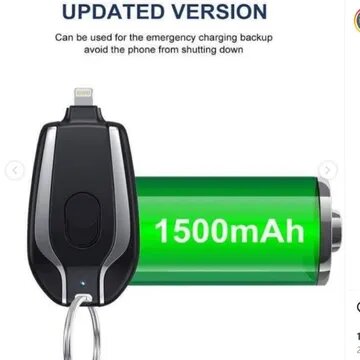 UPDATED VERSION
Can be used for the emergency charging backup
avoid the phone from shutting down
1500mAh